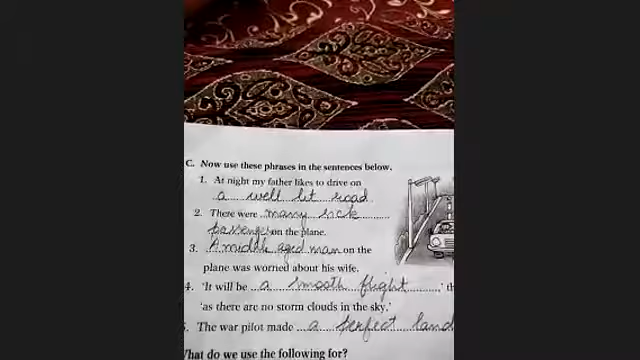 C. Now use these phrases in the sentences below.
1. At night my father likes to drive on
a well lit road
2. There were many sick
passenges on the plane.
3. A middle aged man on the
plane was worried about his wife.
4. 'It will be a smooth flight,' th
'as there are no storm clouds in the sky,'
5. The war pilot made a perfect land
What do we use the following for?